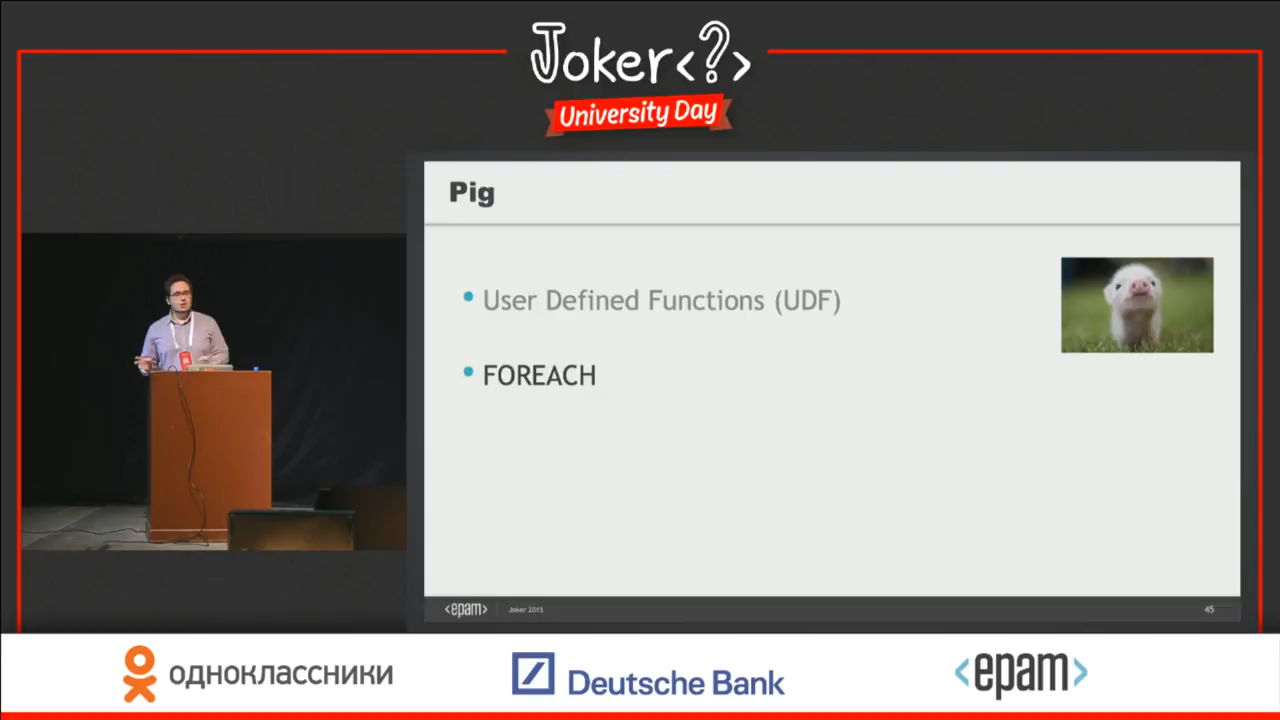 Joker<?>
University Day
Pig
• User Defined Functions (UDF)
• FOREACH
<epam> | Joker 2015
45
одноклассники
Deutsche Bank
<epam>